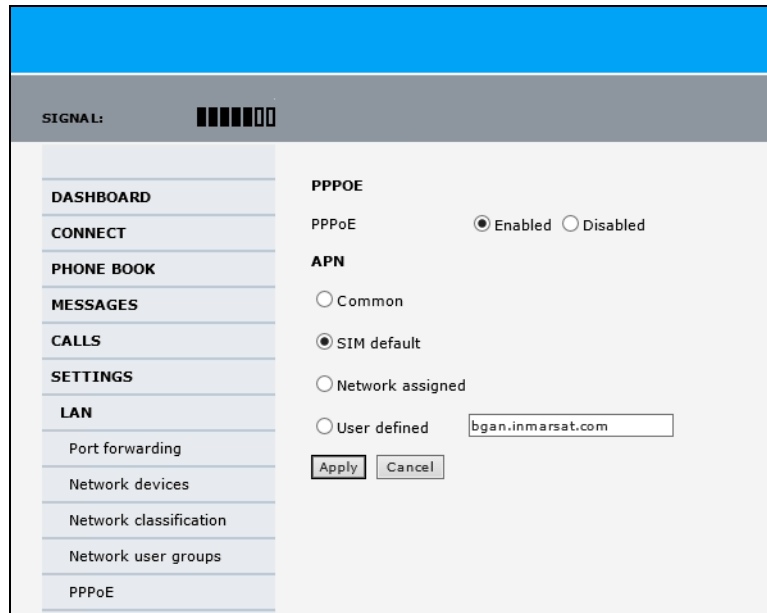 SIGNAL:
DASHBOARD
CONNECT
PHONE BOOK
MESSAGES
CALLS
SETTINGS
LAN
Port forwarding
Network devices
Network classification
Network user groups
PPPoE
PPPOE
PPPoE Enabled Disabled
APN
Common
SIM default
Network assigned
User defined bgan.inmarsat.com
Apply Cancel